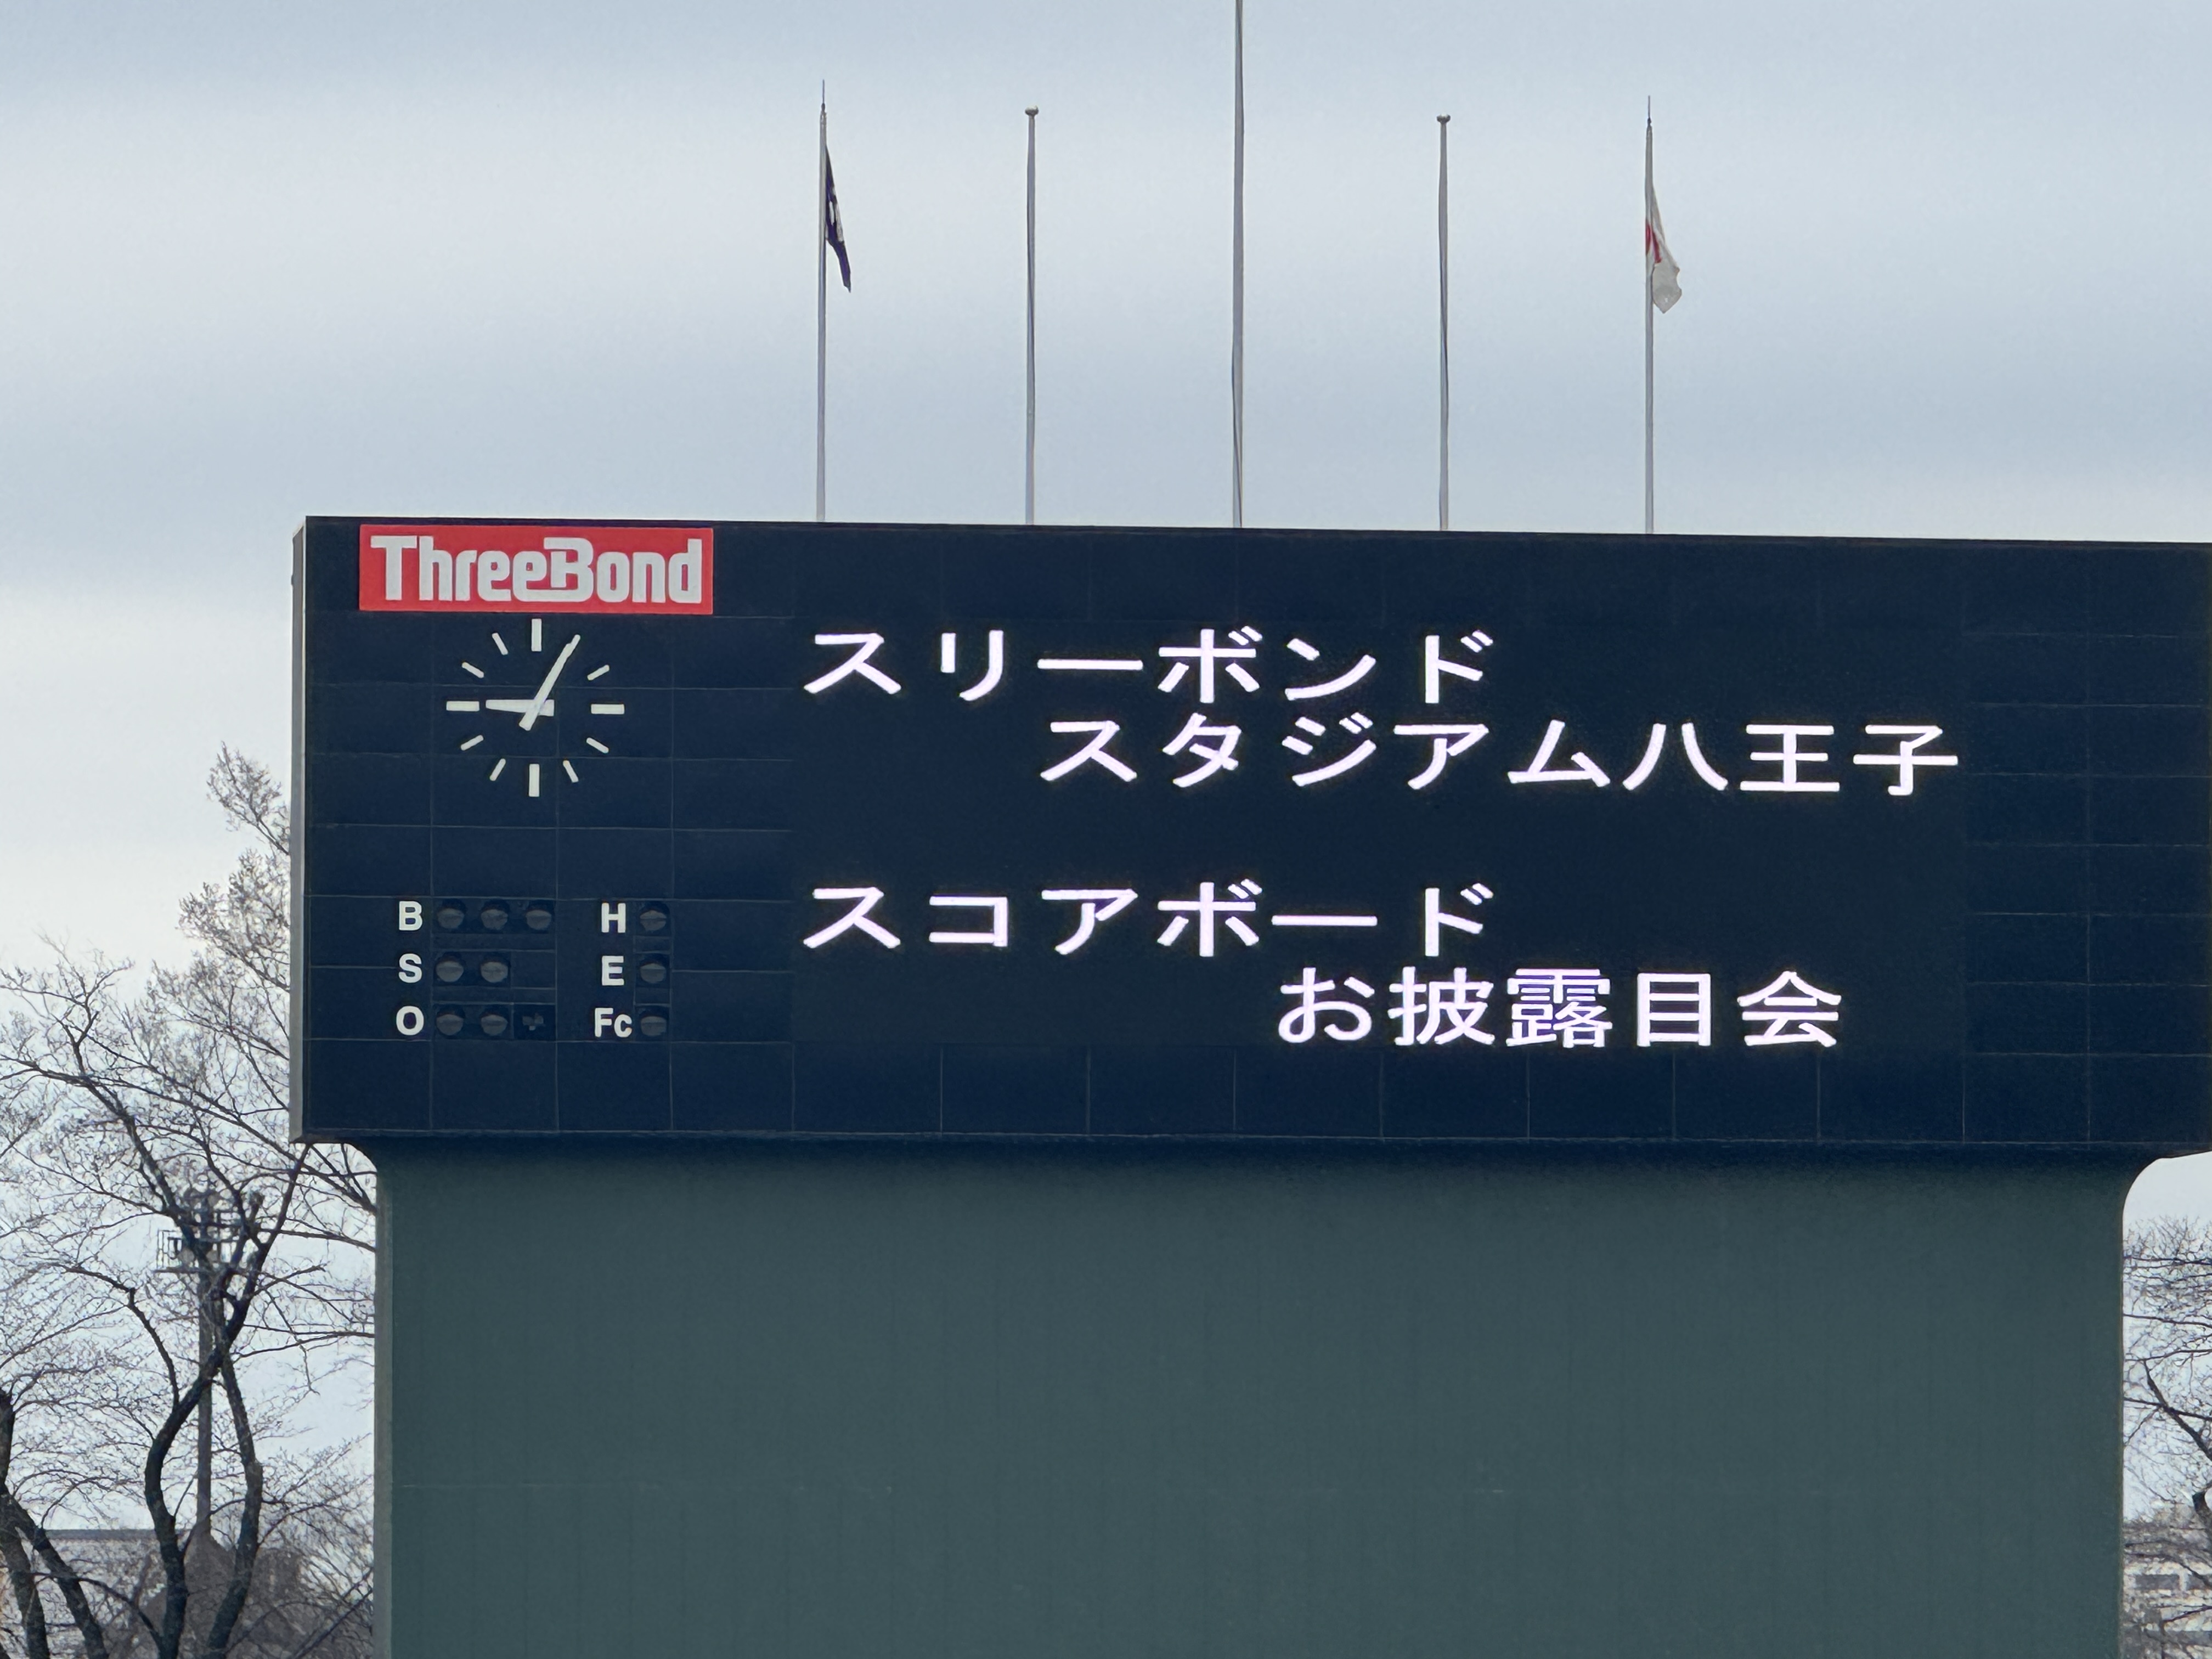 ThreeBond
スリーボンド
スタジアム八王子
スコアボード
お披露目会
B H
S E
O Fc